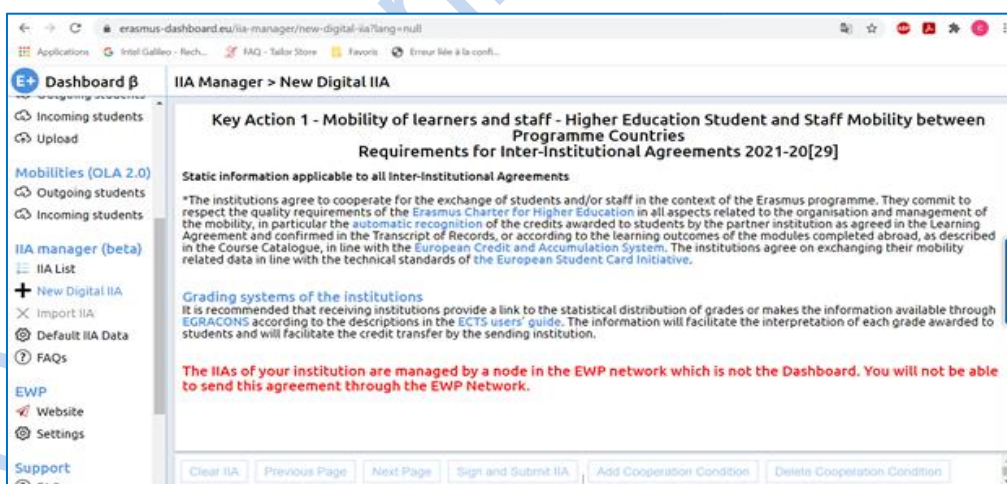 erasmus-dashboard.eu/iia-manager/new-digital-iia?lang=null
Applications Intel Galileo - Rech... FAQ - Tailor Store Favoris Erreur liée à la confi...
E+ Dashboard β
IIA Manager > New Digital IIA
Outgoing students
Incoming students
Upload
Mobilities (OLA 2.0)
Outgoing students
Incoming students
IIA manager (beta)
IIA List
New Digital IIA
Import IIA
Default IIA Data
FAQs
EWP
Website
Settings
Support
Key Action 1 - Mobility of learners and staff - Higher Education Student and Staff Mobility between
Programme Countries
Requirements for Inter-Institutional Agreements 2021-20[29]
Static information applicable to all Inter-Institutional Agreements
*The institutions agree to cooperate for the exchange of students and/or staff in the context of the Erasmus programme. They commit to
respect the quality requirements of the Erasmus Charter for Higher Education in all aspects related to the organisation and management of
the mobility, in particular the automatic recognition of the credits awarded to students by the partner institution as agreed in the Learning
Agreement and confirmed in the Transcript of Records, or according to the learning outcomes of the modules completed abroad, as described
in the Course Catalogue, in line with the European Credit and Accumulation System. The institutions agree on exchanging their mobility
related data in line with the technical standards of the European Student Card Initiative.
Grading systems of the institutions
It is recommended that receiving institutions provide a link to the statistical distribution of grades or makes the information available through
EGRACONS according to the descriptions in the ECTS users' guide. The information will facilitate the interpretation of each grade awarded to
students and will facilitate the credit transfer by the sending institution.
The IIAs of your institution are managed by a node in the EWP network which is not the Dashboard. You will not be able
to send this agreement through the EWP Network.
Clear IIA Previous Page Next Page Sign and Submit IIA Add Cooperation Condition Delete Cooperation Condition